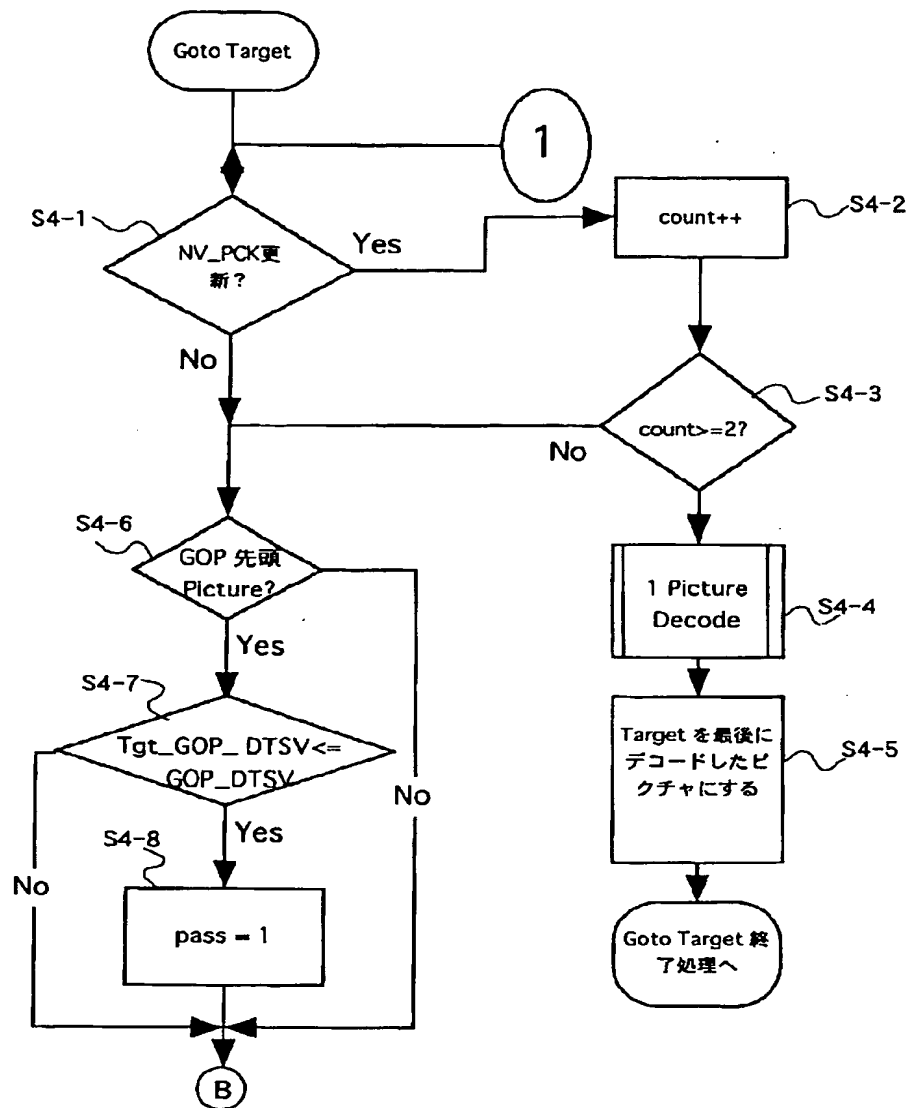 Goto Target
1
S4-1
NV_PCK更
新？
Yes
No
count++
S4-2
S4-3
count>=2?
No
S4-6
GOP 先頭
Picture?
Yes
No
1 Picture
Decode
S4-4
S4-7
Tgt_GOP_ DTSV<=
GOP_DTSV
No
Yes
Target を最後に
デコードしたピ
クチャにする
S4-5
S4-8
pass = 1
Goto Target 終
了処理へ
B